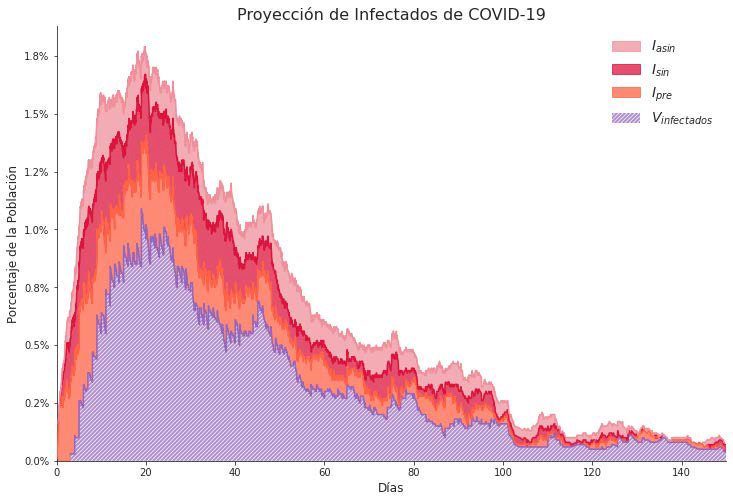 Proyección de Infectados de COVID-19
I_asin
I_sin
I_pre
V_infectados
Porcentaje de la Población
1.8%
1.5%
1.2%
1.0%
0.8%
0.5%
0.2%
0.0%
0 20 40 60 80 100 120 140
Días